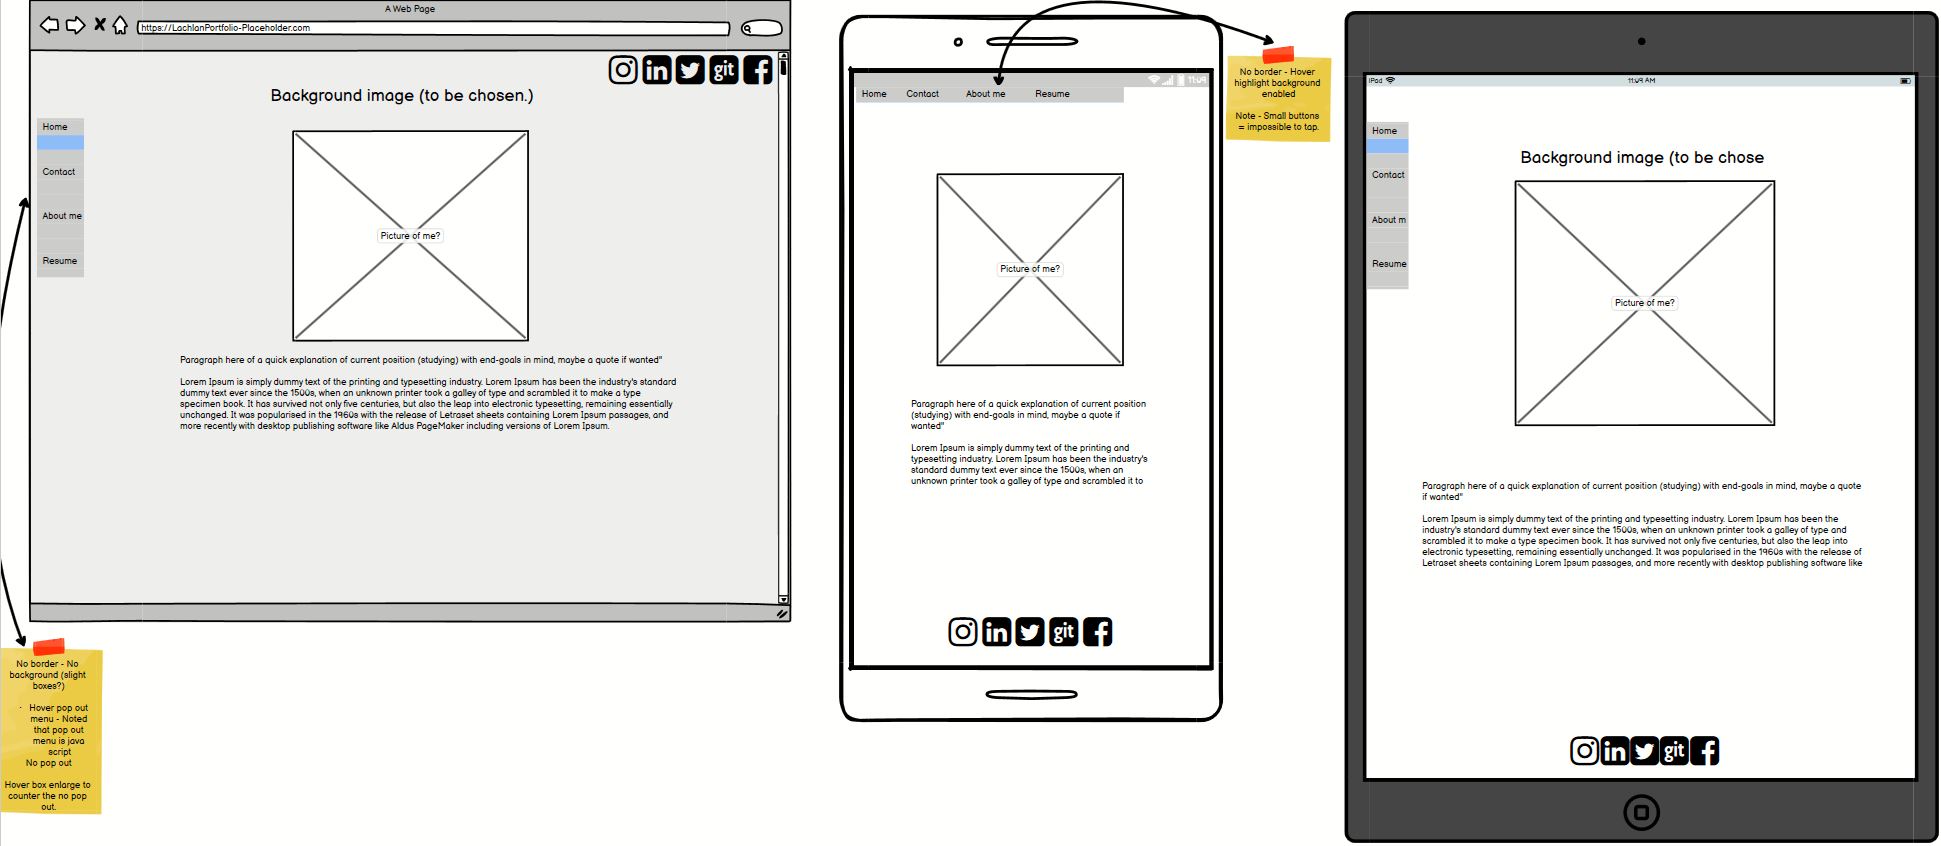 A Web Page
https://LachlanPortfolio-Placeholder.com
git
Background image (to be chosen.)
Home
Contact
About me
Resume
Picture of me?
Paragraph here of a quick explanation of current position (studying) with end-goals in mind, maybe a quote if wanted"
Lorem Ipsum is simply dummy text of the printing and typesetting industry. Lorem Ipsum has been the industry's standard
dummy text ever since the 1500s, when an unknown printer took a galley of type and scrambled it to make a type
specimen book. It has survived not only five centuries, but also the leap into electronic typesetting, remaining essentially
unchanged. It was popularised in the 1960s with the release of Letraset sheets containing Lorem Ipsum passages, and
more recently with desktop publishing software like Aldus PageMaker including versions of Lorem Ipsum.
No border - No
background (slight
boxes?)
· Hover pop out
menu - Noted
that pop out
menu is java
script
No pop out
Hover box enlarge to
counter the no pop
out.
11:09
Home Contact About me Resume
Picture of me?
Paragraph here of a quick explanation of current position
(studying) with end-goals in mind, maybe a quote if
wanted"
Lorem Ipsum is simply dummy text of the printing and
typesetting industry. Lorem Ipsum has been the industry's
standard dummy text ever since the 1500s, when an
unknown printer took a galley of type and scrambled it to
in git f
No border - Hover
highlight background
enabled
Note - Small buttons
= impossible to tap.
iPad 11:09 AM
Home
Contact
About m
Resume
Background image (to be chose
Picture of me?
Paragraph here of a quick explanation of current position (studying) with end-goals in mind, maybe a quote
if wanted"
Lorem Ipsum is simply dummy text of the printing and typesetting industry. Lorem Ipsum has been the
industry's standard dummy text ever since the 1500s, when an unknown printer took a galley of type and
scrambled it to make a type specimen book. It has survived not only five centuries, but also the leap into
electronic typesetting, remaining essentially unchanged. It was popularised in the 1960s with the release of
Letraset sheets containing Lorem Ipsum passages, and more recently with desktop publishing software like
in git f